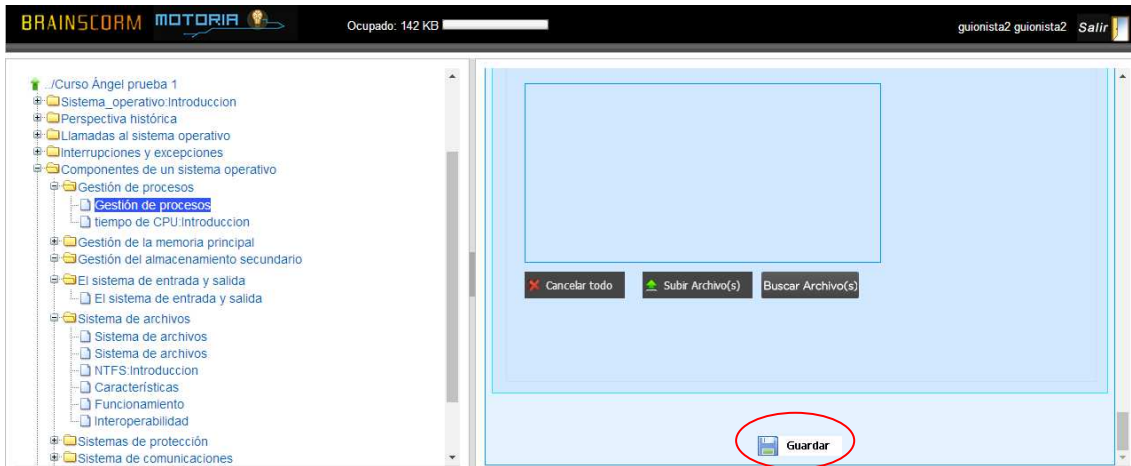 BRAINSCORM MOTORIA
Ocupado: 142 KB
guionista2 guionista2 Salir
../Curso Ángel prueba 1
Sistema_operativo:Introduccion
Perspectiva histórica
Llamadas al sistema operativo
Interrupciones y excepciones
Componentes de un sistema operativo
Gestión de procesos
Gestión de procesos
tiempo de CPU:Introduccion
Gestión de la memoria principal
Gestión del almacenamiento secundario
El sistema de entrada y salida
El sistema de entrada y salida
Sistema de archivos
Sistema de archivos
Sistema de archivos
NTFS:Introduccion
Características
Funcionamiento
Interoperabilidad
Sistemas de protección
Sistema de comunicaciones
Cancelar todo
Subir Archivo(s)
Buscar Archivo(s)
Guardar